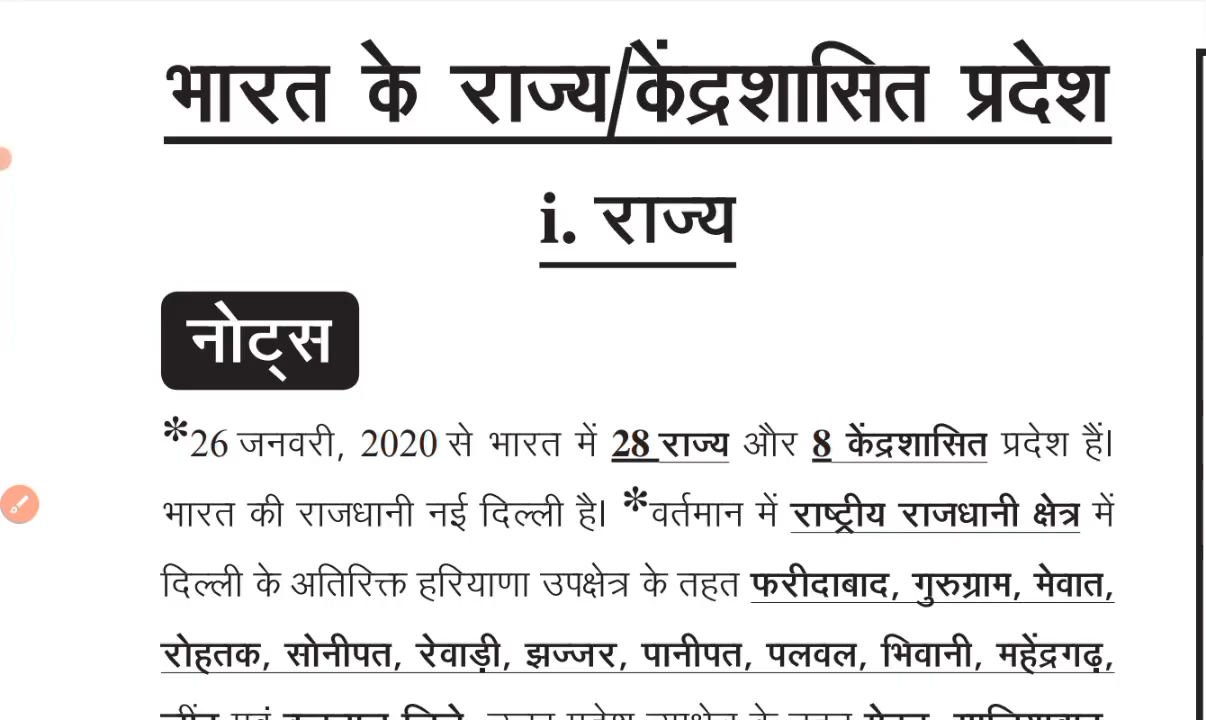 भारत के राज्य/केंद्रशासित प्रदेश
i. राज्य
नोट्स
*26 जनवरी, 2020 से भारत में 28 राज्य और 8 केंद्रशासित प्रदेश हैं।
भारत की राजधानी नई दिल्ली है। *वर्तमान में राष्ट्रीय राजधानी क्षेत्र में
दिल्ली के अतिरिक्त हरियाणा उपक्षेत्र के तहत फरीदाबाद, गुरुग्राम, मेवात,
रोहतक, सोनीपत, रेवाड़ी, झज्जर, पानीपत, पलवल, भिवानी, महेंद्रगढ़,